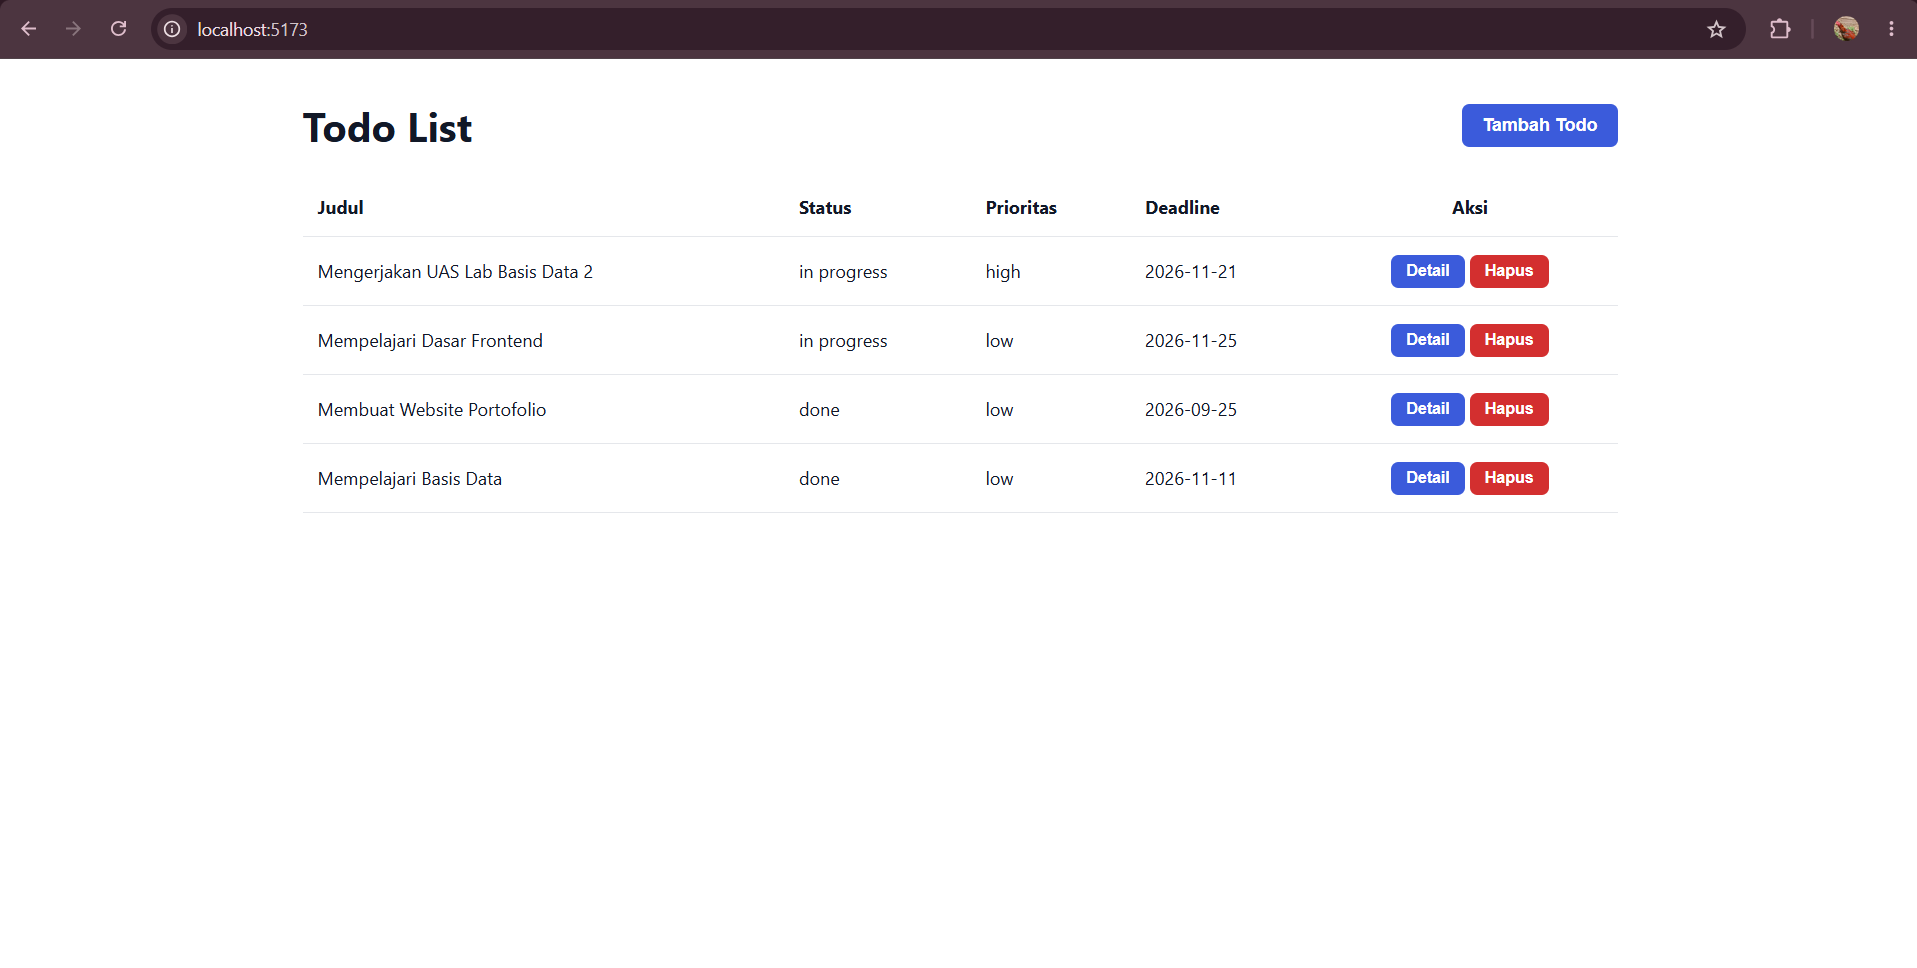 localhost:5173
Todo List
Tambah Todo
Judul Status Prioritas Deadline Aksi
Mengerjakan UAS Lab Basis Data 2 in progress high 2026-11-21 Detail Hapus
Mempelajari Dasar Frontend in progress low 2026-11-25 Detail Hapus
Membuat Website Portofolio done low 2026-09-25 Detail Hapus
Mempelajari Basis Data done low 2026-11-11 Detail Hapus